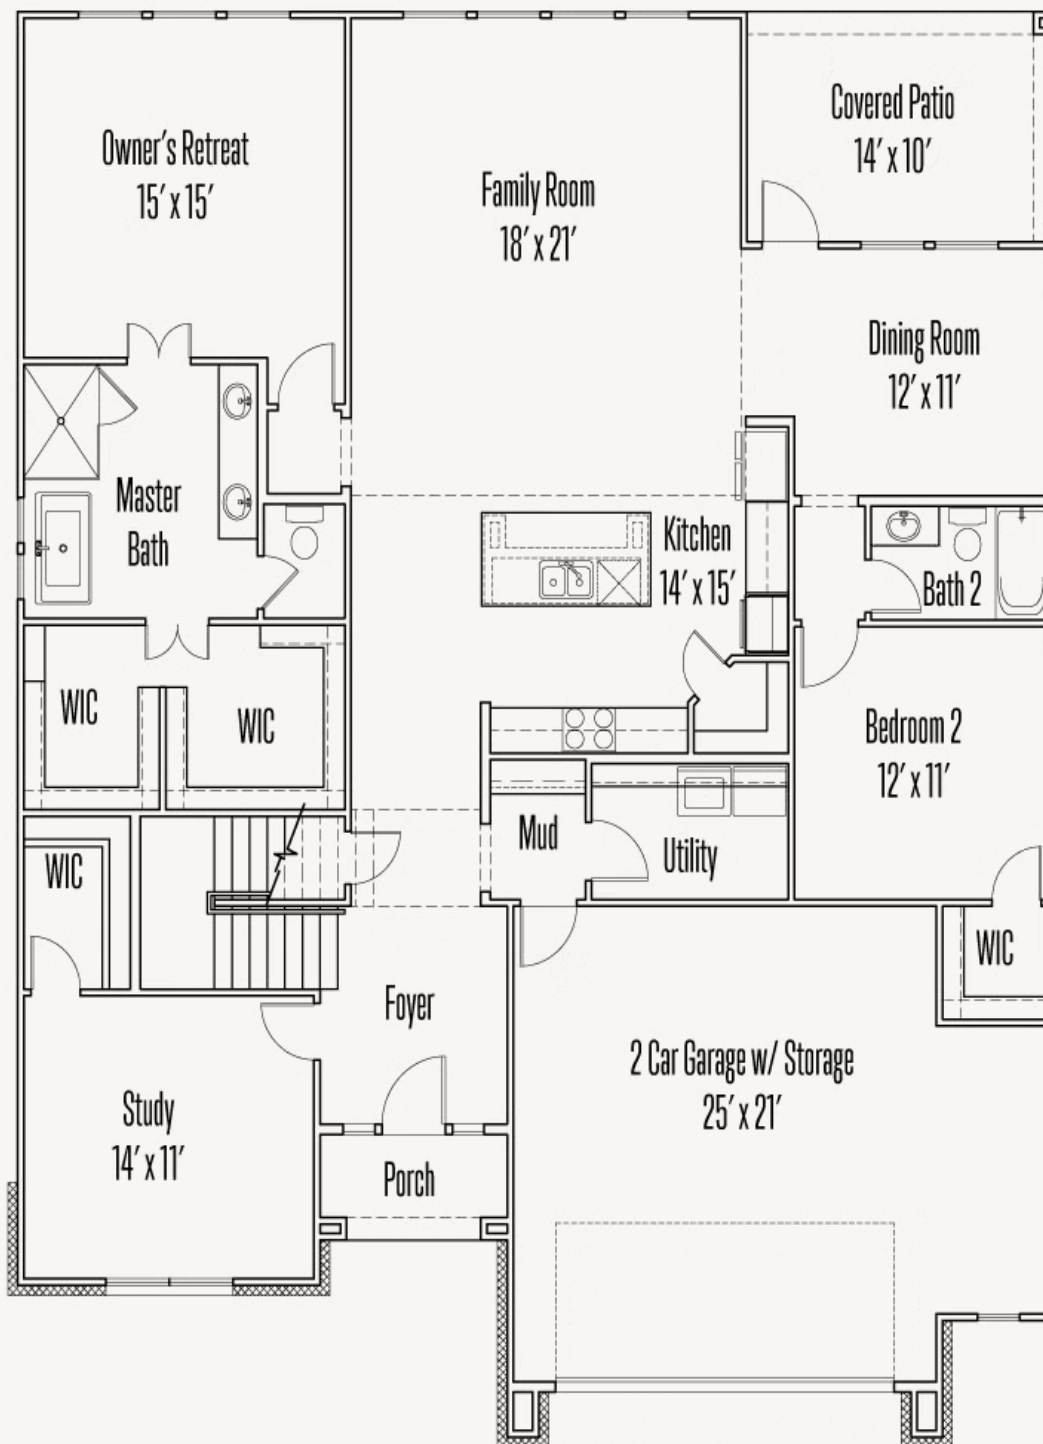 Owner's Retreat
15' x 15'
Family Room
18' x 21'
Covered Patio
14' x 10'
Dining Room
12' x 11'
Master
Bath
Kitchen
14' x 15'
Bath 2
WIC
WIC
Bedroom 2
12' x 11'
Mud
Utility
WIC
WIC
Foyer
2 Car Garage w/ Storage
25' x 21'
Study
14' x 11'
Porch